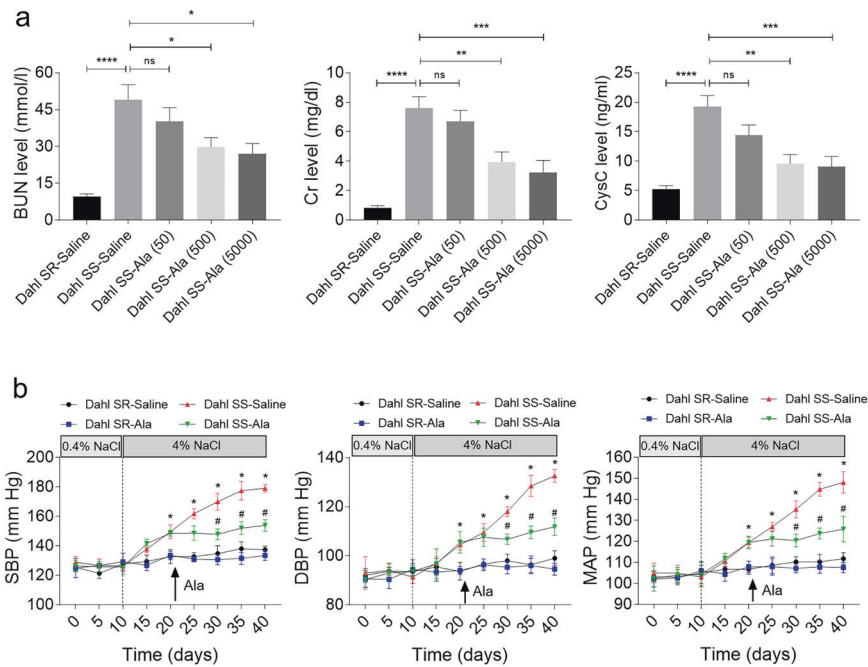 a
*
***
***
*
**
**
**** ns
**** ns
**** ns
BUN level (mmol/l)
60
45
30
15
0
Dahl SR-Saline
Dahl SS-Saline
Dahl SS-Ala (50)
Dahl SS-Ala (500)
Dahl SS-Ala (5000)
Cr level (mg/dl)
10
8
6
4
2
0
Dahl SR-Saline
Dahl SS-Saline
Dahl SS-Ala (50)
Dahl SS-Ala (500)
Dahl SS-Ala (5000)
CysC level (ng/ml)
25
20
15
10
5
0
Dahl SR-Saline
Dahl SS-Saline
Dahl SS-Ala (50)
Dahl SS-Ala (500)
Dahl SS-Ala (5000)
b
Dahl SR-Saline Dahl SS-Saline
Dahl SR-Ala Dahl SS-Ala
0.4% NaCl 4% NaCl
SBP (mm Hg)
200
180
160
140
120
100
* * * * *
# # #
Ala
0 5 10 15 20 25 30 35 40
Time (days)
Dahl SR-Saline Dahl SS-Saline
Dahl SR-Ala Dahl SS-Ala
0.4% NaCl 4% NaCl
DBP (mm Hg)
140
120
100
80
* * * * *
# # #
Ala
0 5 10 15 20 25 30 35 40
Time (days)
Dahl SR-Saline Dahl SS-Saline
Dahl SR-Ala Dahl SS-Ala
0.4% NaCl 4% NaCl
MAP (mm Hg)
160
150
140
130
120
110
100
90
* * * * *
# # #
Ala
0 5 10 15 20 25 30 35 40
Time (days)